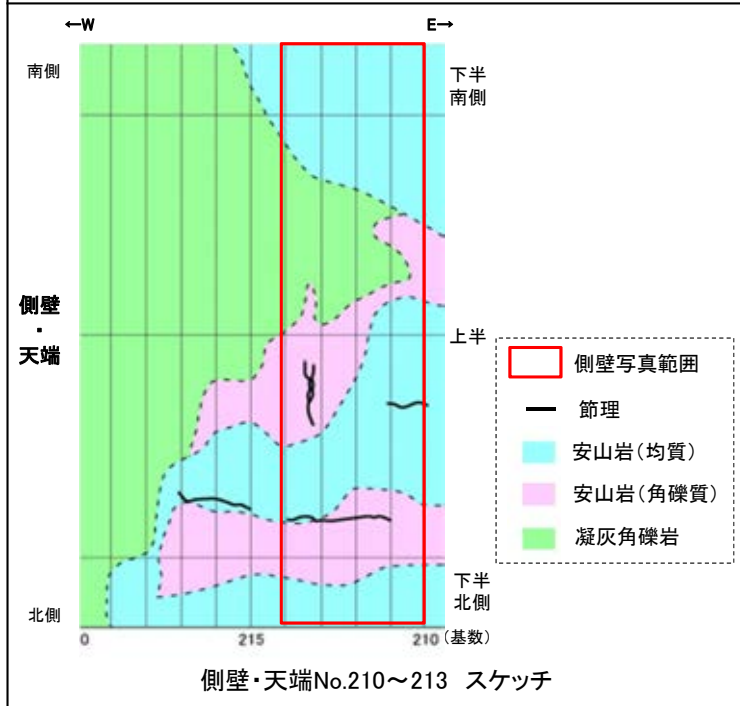 ←W
E→
南側
下半
南側
側壁
・
天端
上半
側壁写真範囲
節理
安山岩(均質)
安山岩(角礫質)
凝灰角礫岩
下半
北側
北側
0
215
210
(基数)
側壁・天端No.210～213 スケッチ